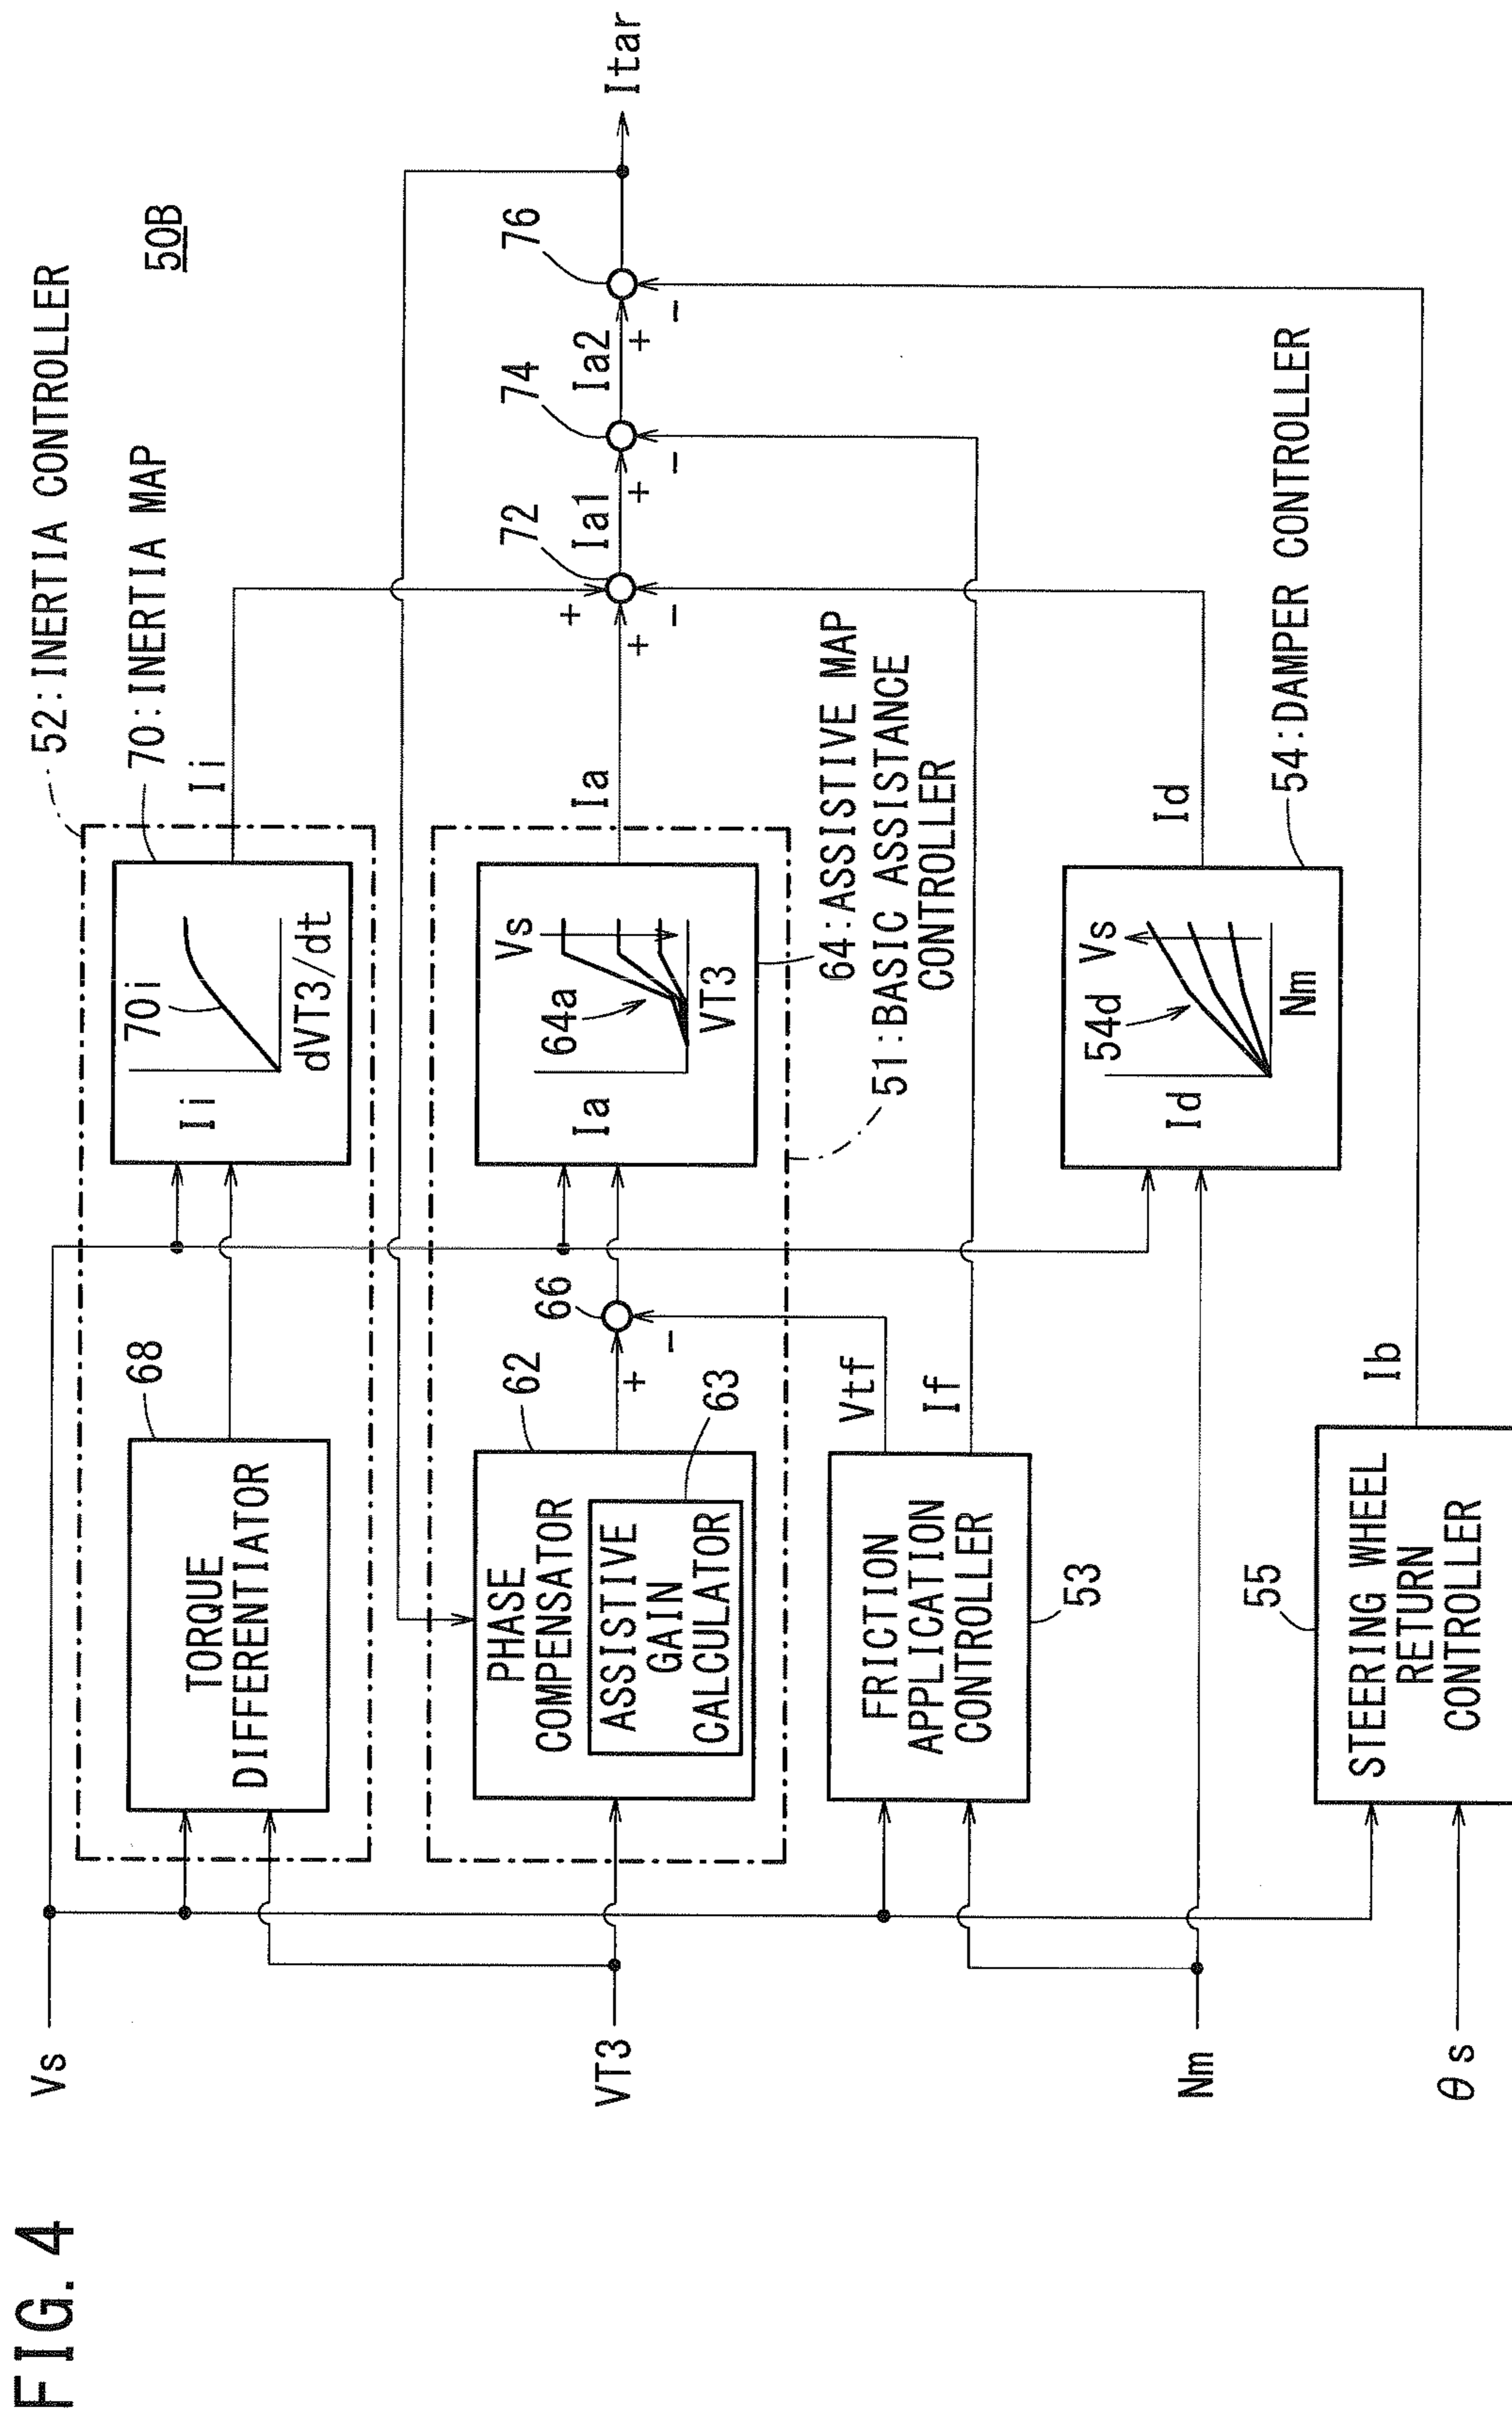 FIG. 4
50B
52:INERTIA CONTROLLER
70:INERTIA MAP
Vs
68
TORQUE
DIFFERENTIATOR
Ii
70i
dVT3/dt
Ii
VT3
62
PHASE
COMPENSATOR
ASSISTIVE
GAIN
CALCULATOR
63
+
-
66
Ia
64a
Vs
VT3
Ia
64:ASSISTIVE MAP
51:BASIC ASSISTANCE
CONTROLLER
+
+
-
72
Ia1
+
-
74
Ia2
+
-
76
Itar
FRICTION
APPLICATION
CONTROLLER
53
Vtf
If
Nm
Id
54d
Vs
Nm
Id
54:DAMPER CONTROLLER
θs
55
STEERING WHEEL
RETURN
CONTROLLER
Ib